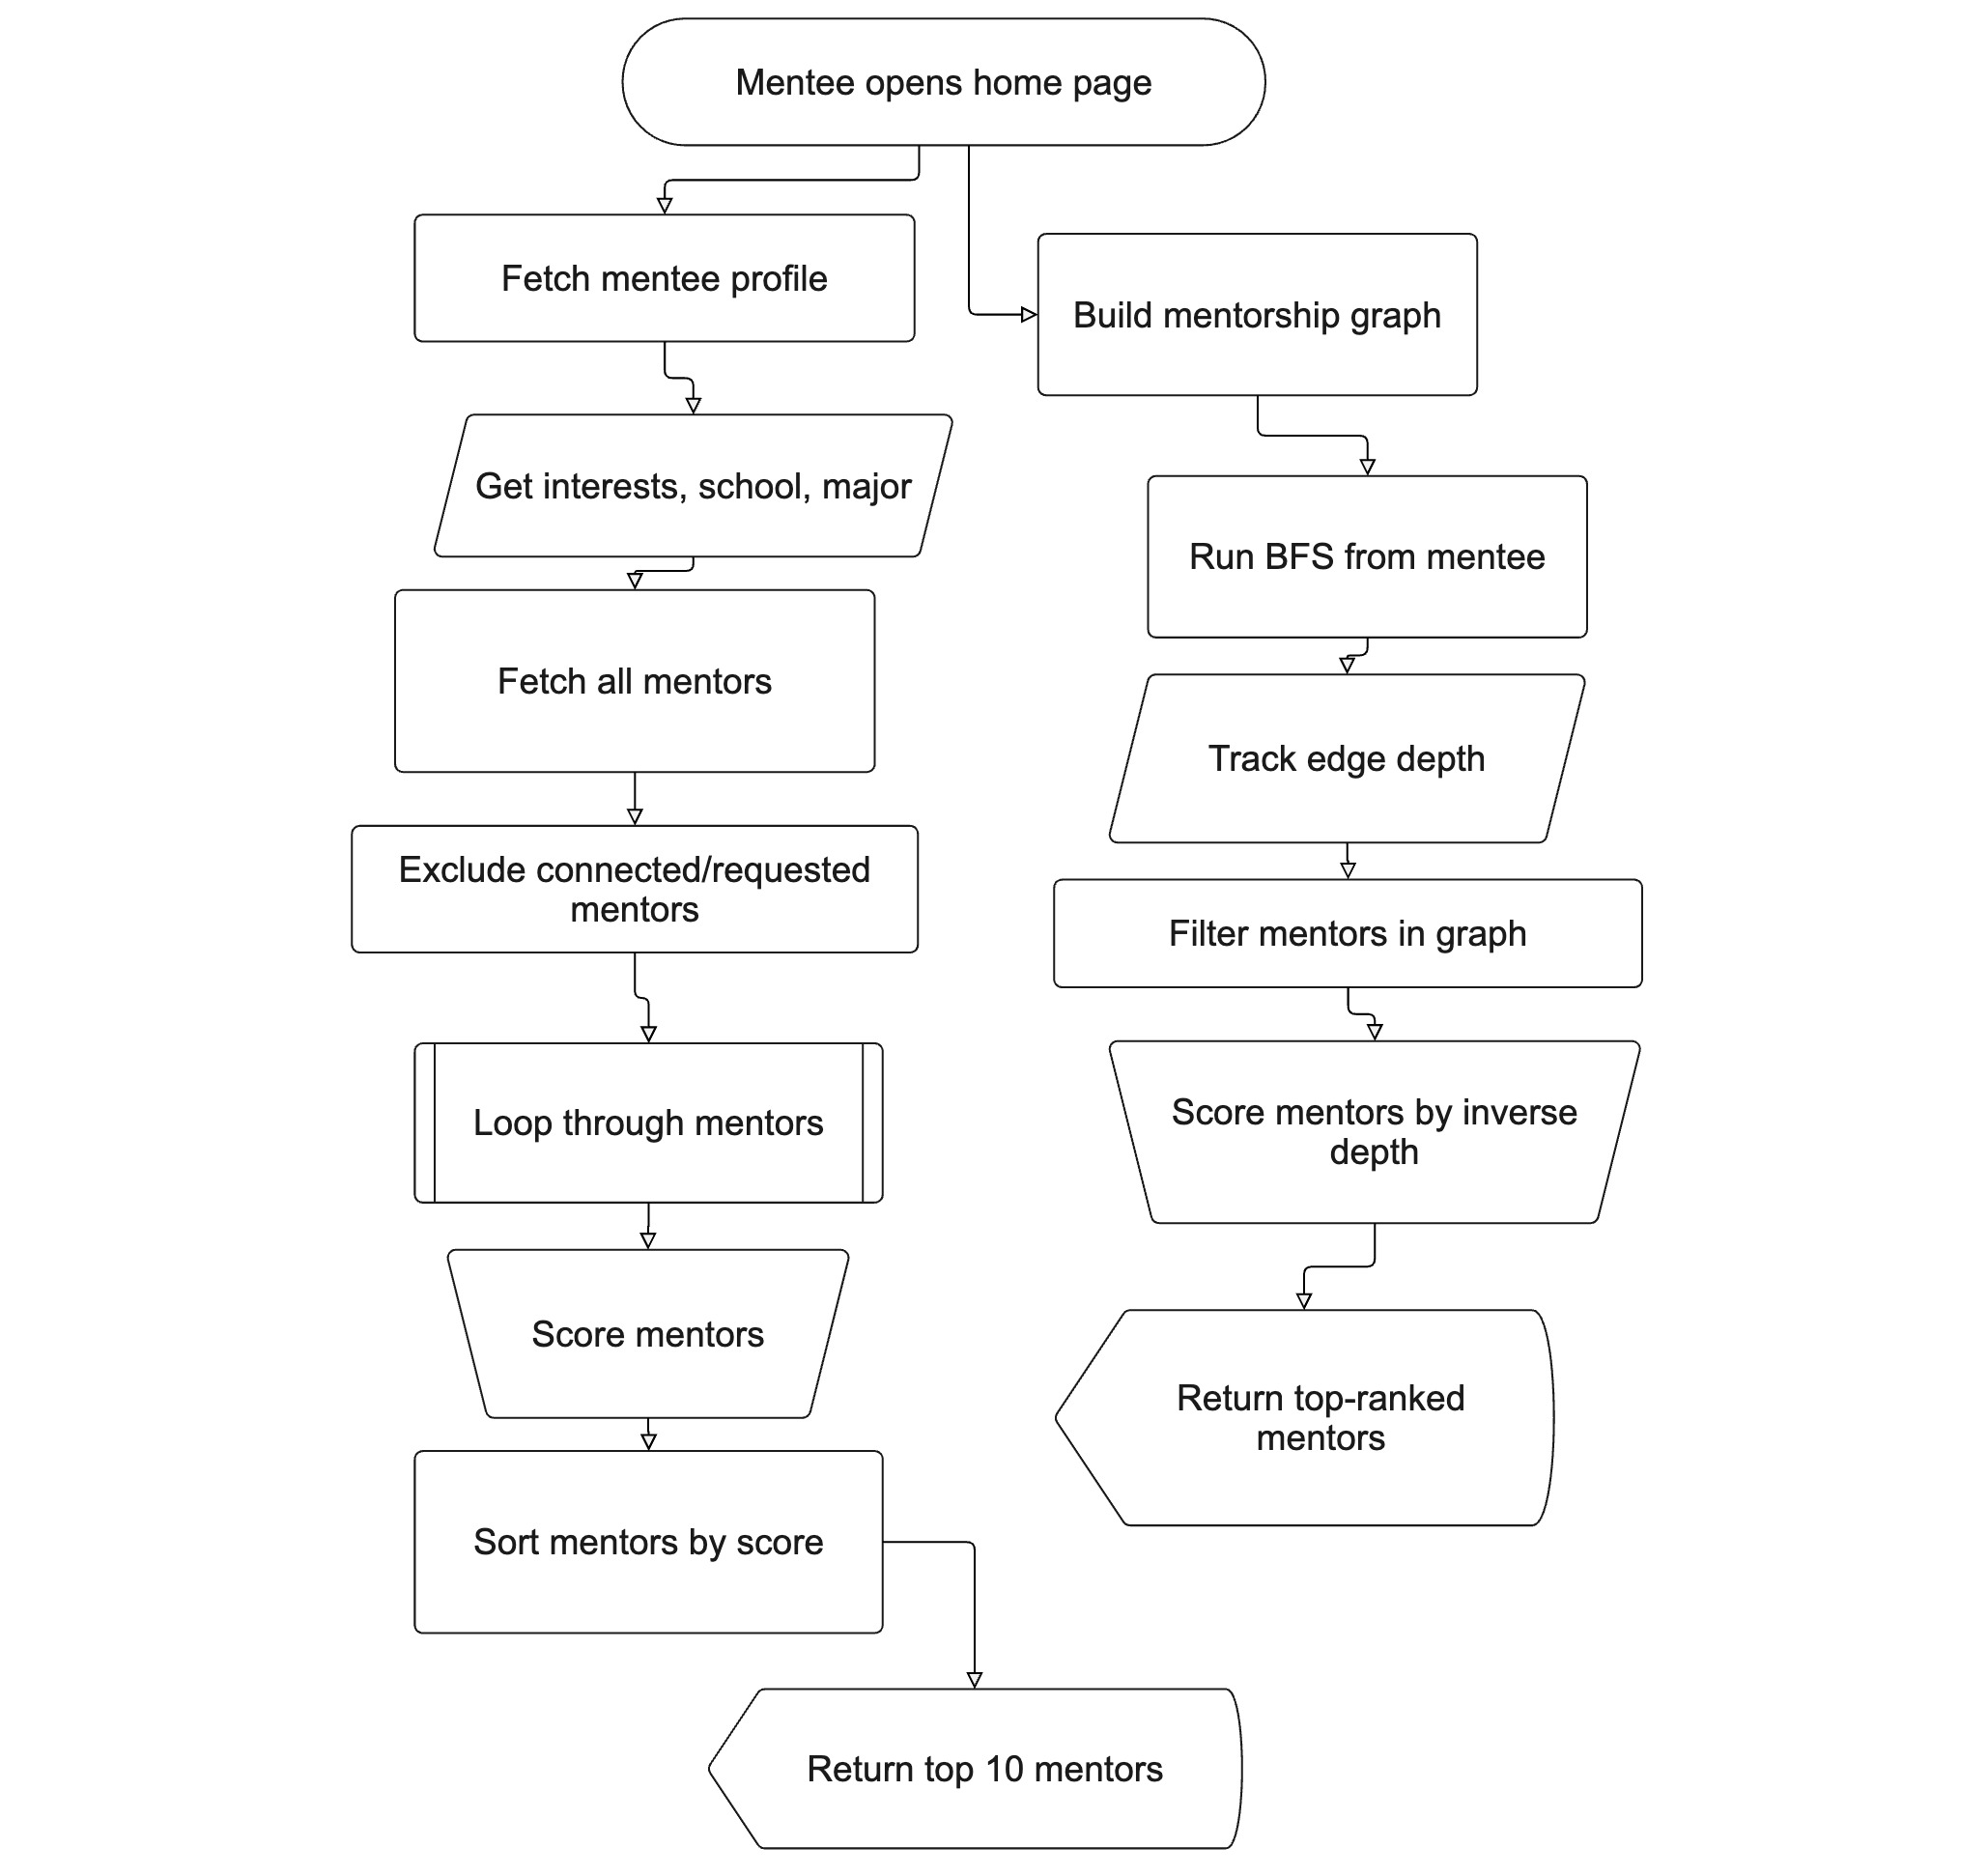 Mentee opens home page
Fetch mentee profile
Get interests, school, major
Fetch all mentors
Exclude connected/requested
mentors
Loop through mentors
Score mentors
Sort mentors by score
Return top 10 mentors
Build mentorship graph
Run BFS from mentee
Track edge depth
Filter mentors in graph
Score mentors by inverse
depth
Return top-ranked
mentors